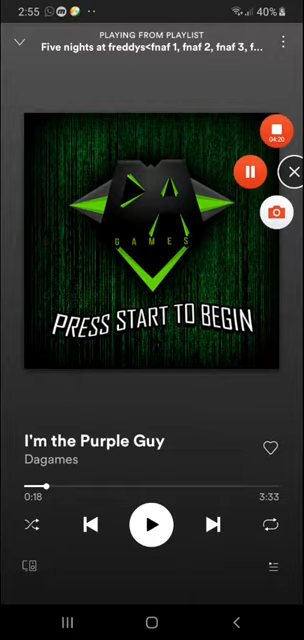 2:55
40%
PLAYING FROM PLAYLIST
Five nights at freddys<fnaf 1, fnaf 2, fnaf 3, f...
04:20
DA
GAMES
PRESS START TO BEGIN
I'm the Purple Guy
Dagames
0:18
3:33